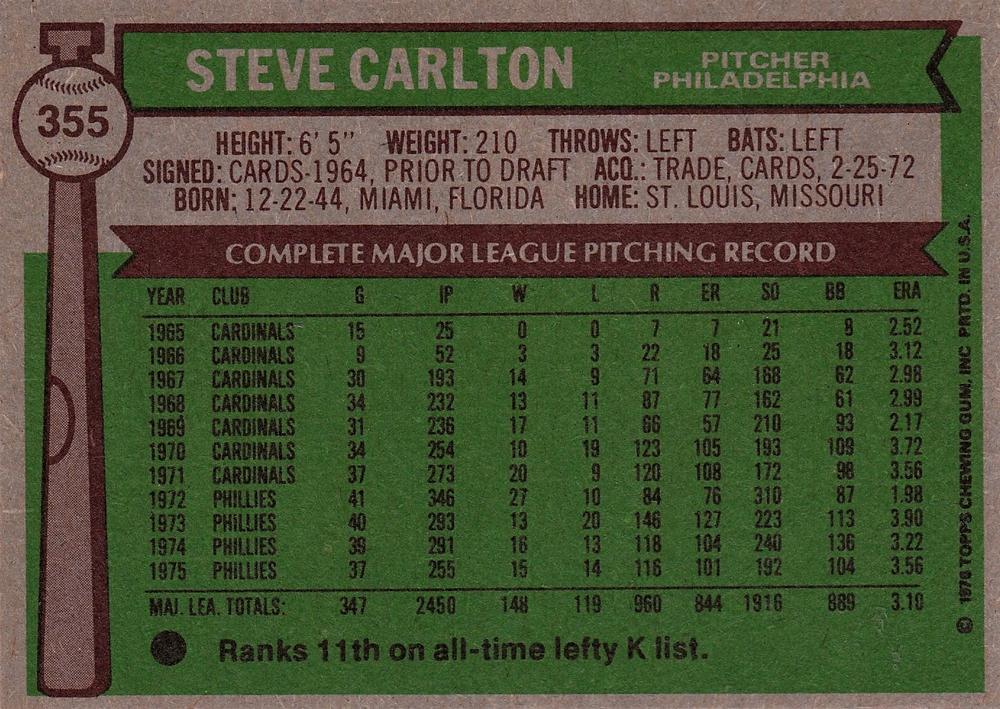 355
STEVE CARLTON
PITCHER
PHILADELPHIA
HEIGHT: 6' 5" WEIGHT: 210 THROWS: LEFT BATS: LEFT
SIGNED: CARDS-1964, PRIOR TO DRAFT ACQ.: TRADE, CARDS, 2-25-72
BORN: 12-22-44, MIAMI, FLORIDA HOME: ST. LOUIS, MISSOURI
COMPLETE MAJOR LEAGUE PITCHING RECORD
YEAR CLUB G IP W L R ER SO BB ERA
1965 CARDINALS 15 25 0 0 7 7 21 8 2.52
1966 CARDINALS 9 52 3 3 22 18 25 18 3.12
1967 CARDINALS 30 193 14 9 71 64 168 62 2.98
1968 CARDINALS 34 232 13 11 87 77 162 61 2.99
1969 CARDINALS 31 236 17 11 66 57 210 93 2.17
1970 CARDINALS 34 254 10 19 123 105 193 109 3.72
1971 CARDINALS 37 273 20 9 120 108 172 98 3.56
1972 PHILLIES 41 346 27 10 84 76 310 87 1.98
1973 PHILLIES 40 293 13 20 146 127 223 113 3.90
1974 PHILLIES 39 291 16 13 118 104 240 136 3.22
1975 PHILLIES 37 255 15 14 116 101 192 104 3.56
MAJ. LEA. TOTALS: 347 2450 148 119 960 844 1916 889 3.10
Ranks 11th on all-time lefty K list.
© 1976 TOPPS CHEWING GUM, INC PRTD. IN U.S.A.